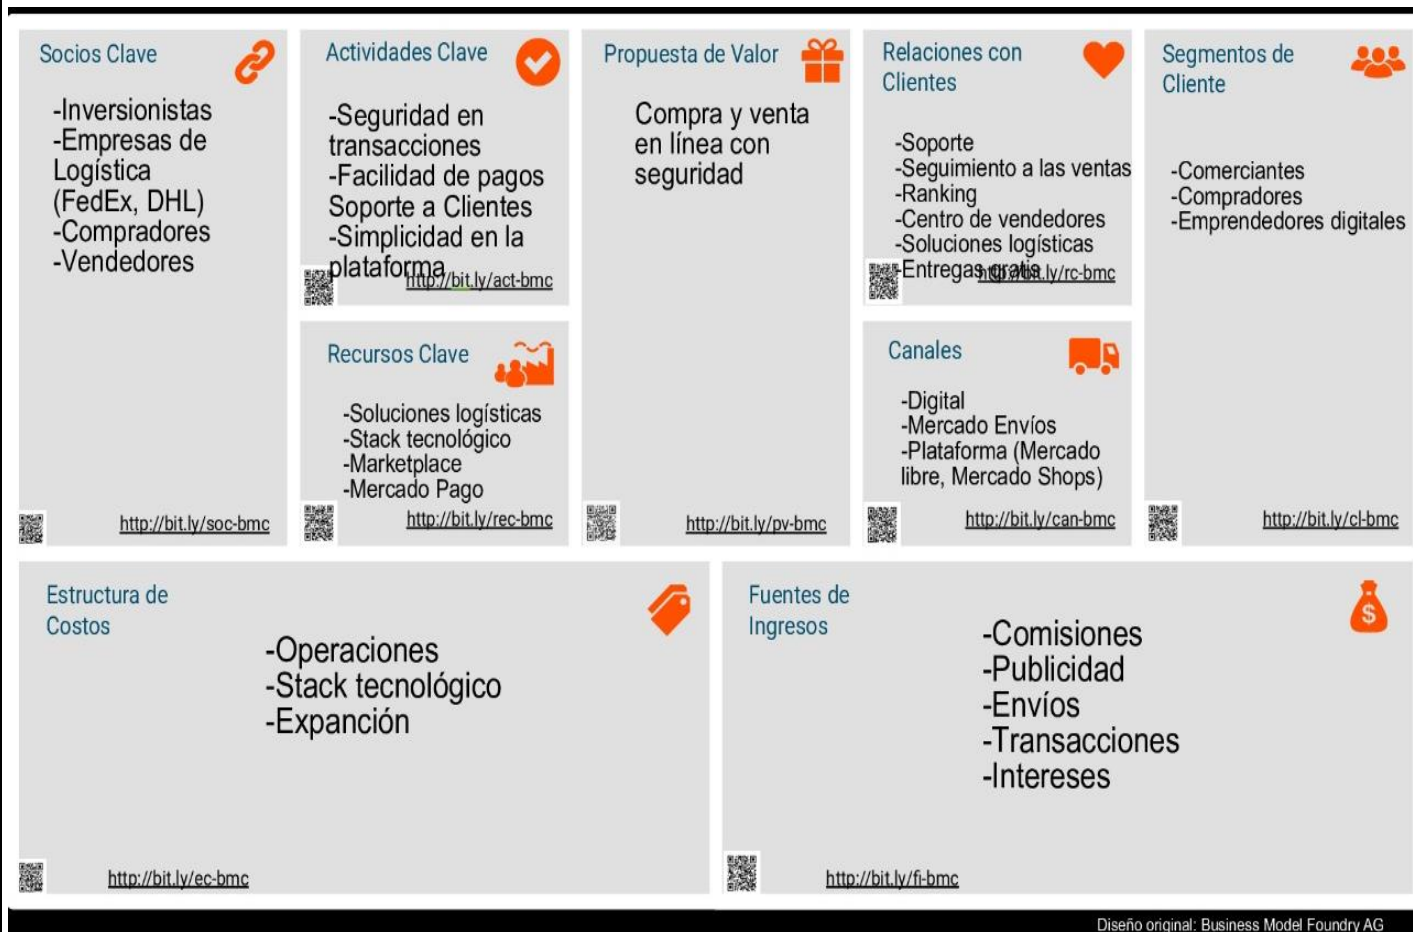 Socios Clave
-Inversionistas
-Empresas de
Logística
(FedEx, DHL)
-Compradores
-Vendedores
http://bit.ly/soc-bmc
Actividades Clave
-Seguridad en
transacciones
-Facilidad de pagos
Soporte a Clientes
-Simplicidad en la
plataforma
http://bit.ly/act-bmc
Recursos Clave
-Soluciones logísticas
-Stack tecnológico
-Marketplace
-Mercado Pago
http://bit.ly/rec-bmc
Propuesta de Valor
Compra y venta
en línea con
seguridad
http://bit.ly/pv-bmc
Relaciones con
Clientes
-Soporte
-Seguimiento a las ventas
-Ranking
-Centro de vendedores
-Soluciones logísticas
-Entregas gratis
http://bit.ly/rc-bmc
Canales
-Digital
-Mercado Envíos
-Plataforma (Mercado
libre, Mercado Shops)
http://bit.ly/can-bmc
Segmentos de
Cliente
-Comerciantes
-Compradores
-Emprendedores digitales
http://bit.ly/cl-bmc
Estructura de
Costos
-Operaciones
-Stack tecnológico
-Expanción
http://bit.ly/ec-bmc
Fuentes de
Ingresos
-Comisiones
-Publicidad
-Envíos
-Transacciones
-Intereses
$
http://bit.ly/fi-bmc
Diseño original: Business Model Foundry AG